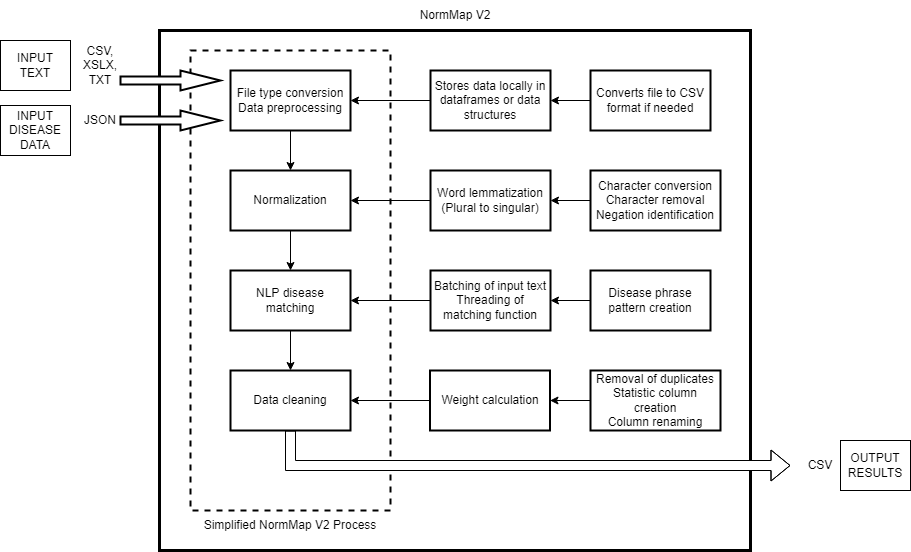 NormMap V2
INPUT
TEXT
CSV,
XSLX,
TXT
INPUT
DISEASE
DATA
JSON
File type conversion
Data preprocessing
Stores data locally in
dataframes or data
structures
Converts file to CSV
format if needed
Normalization
Word lemmatization
(Plural to singular)
Character conversion
Character removal
Negation identification
NLP disease
matching
Batching of input text
Threading of
matching function
Disease phrase
pattern creation
Data cleaning
Weight calculation
Removal of duplicates
Statistic column
creation
Column renaming
CSV
OUTPUT
RESULTS
Simplified NormMap V2 Process